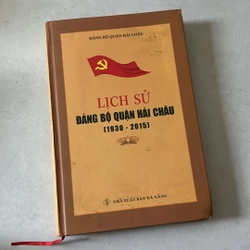 ĐẢNG BỘ QUẬN HẢI CHÂU
LỊCH SỬ
ĐẢNG BỘ QUẬN HẢI CHÂU
(1930 - 2015)
NHÀ XUẤT BẢN ĐÀ NẴNG